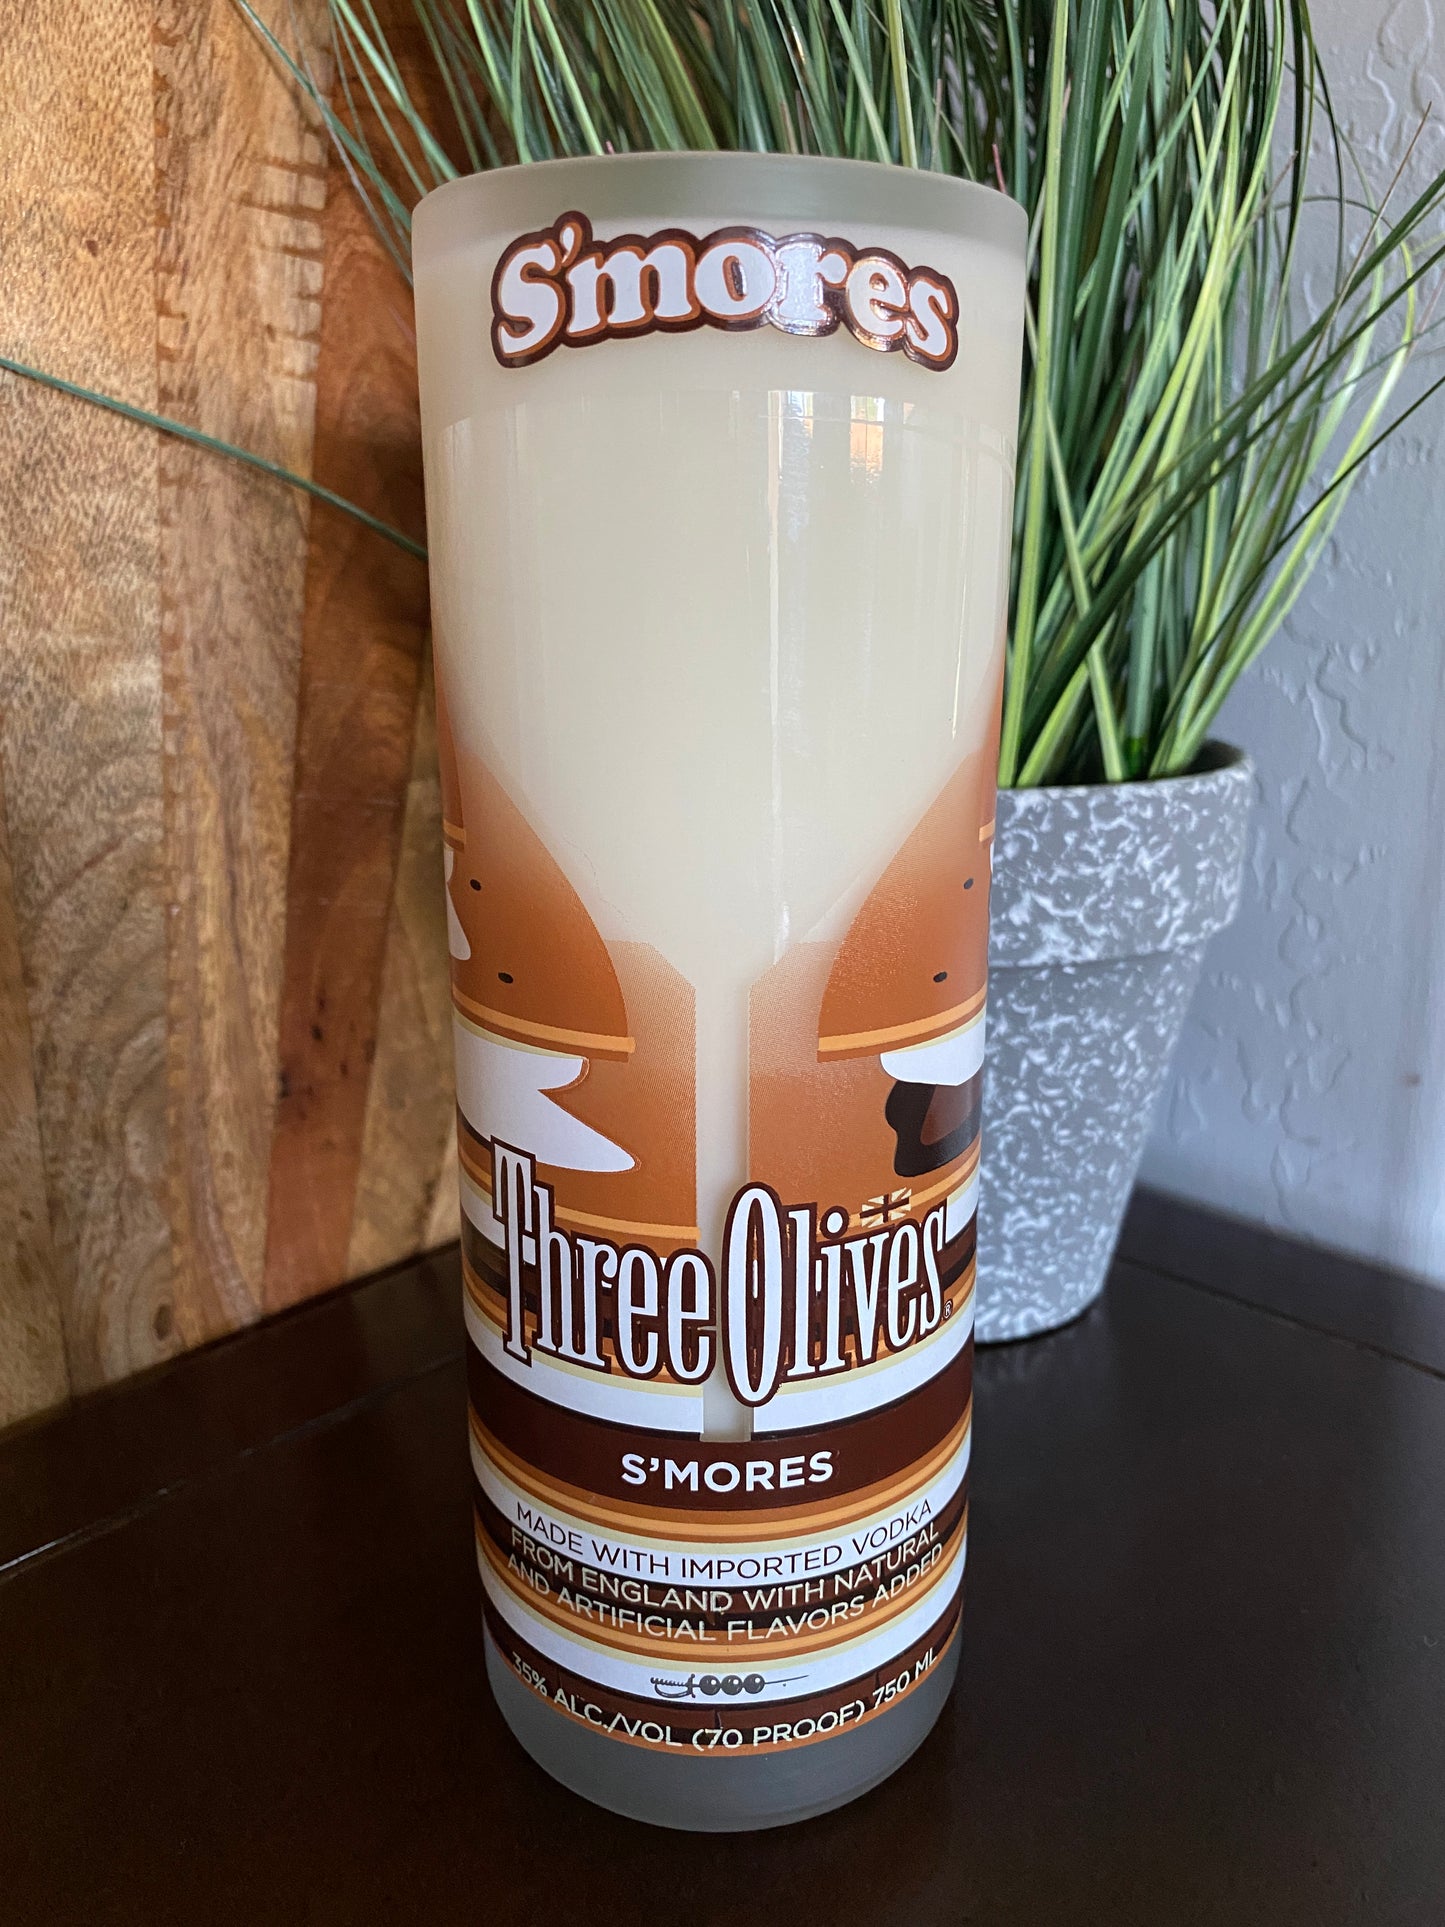 S'mores
Three Olives®
S'MORES
MADE WITH IMPORTED VODKA
FROM ENGLAND WITH NATURAL
AND ARTIFICIAL FLAVORS ADDED
35% ALC./VOL (70 PROOF) 750 ML